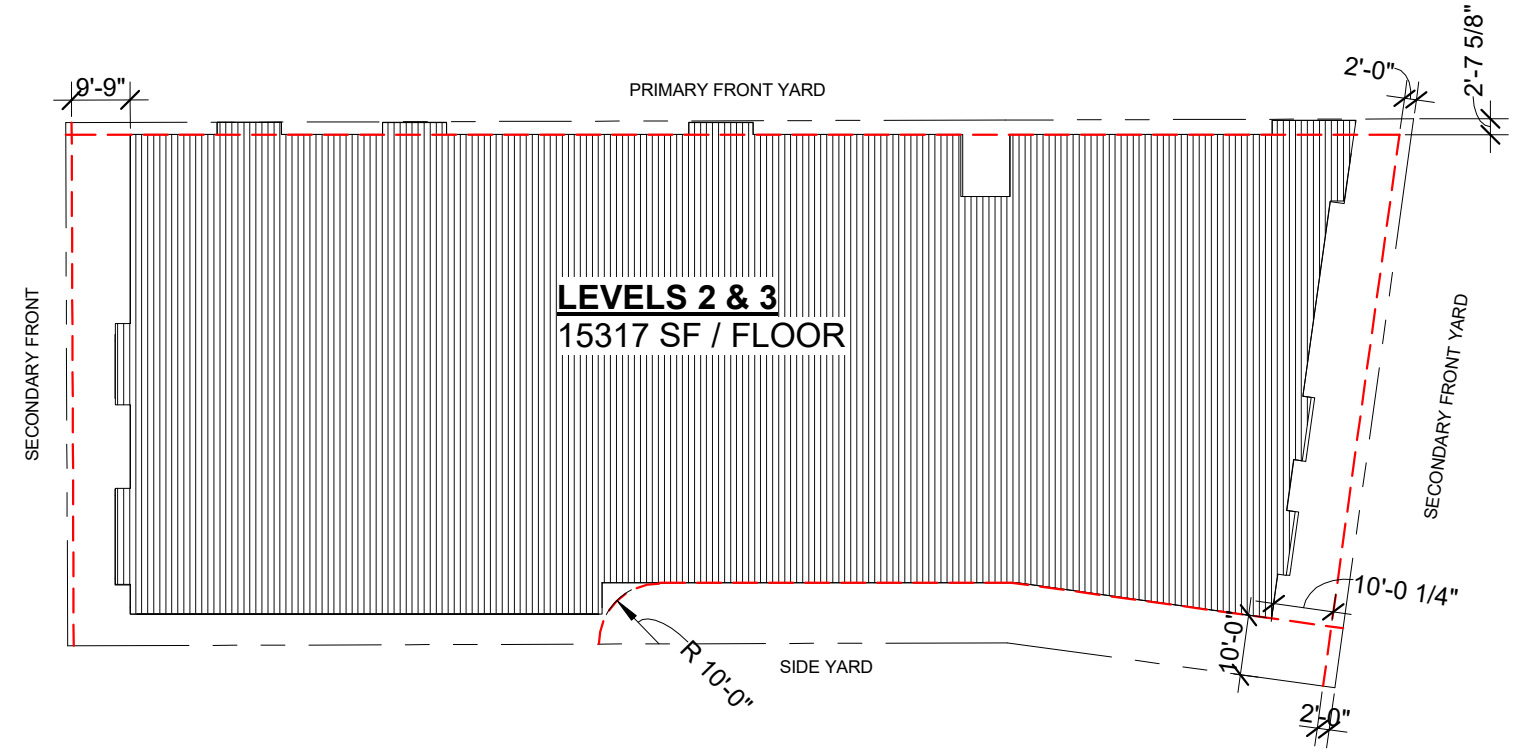 2'-7 5/8"
2'-0"
9'-9"
PRIMARY FRONT YARD
LEVELS 2 & 3
15317 SF / FLOOR
SECONDARY FRONT
SECONDARY FRONT YARD
10'-0 1/4"
10'-0"
R 10'-0"
SIDE YARD
2'-0"